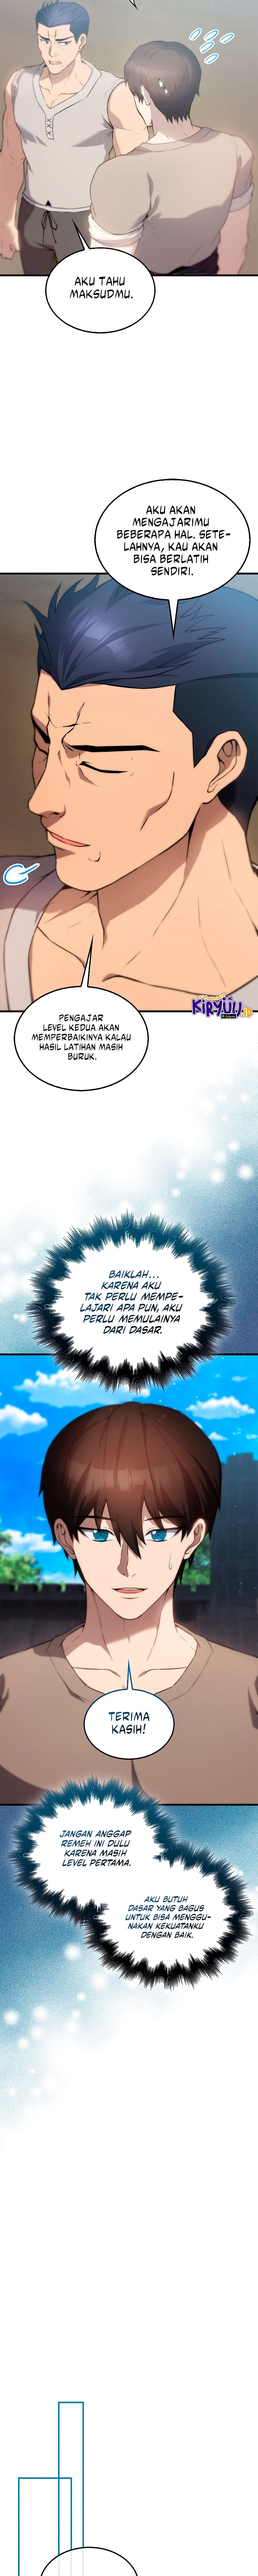 AKU TAHU
MAKSUDMU.
AKU AKAN
MENGAJARIMU
BEBERAPA HAL. SETE-
LAHNYA, KAU AKAN
BISA BERLATIH
SENDIRI.
KIRYUU.ID
PENGAJAR
LEVEL KEDUA AKAN
MEMPERBAIKINYA KALAU
HASIL LATIHAN MASIH
BURUK.
BAIKLAH...
KARENA AKU
TAK PERLU MEMPE-
LAJARI APA PUN, AKU
PERLU MEMULAINYA
DARI DASAR.
TERIMA
KASIH!
JANGAN ANGGAP
REMEH INI DULU
KARENA MASIH
LEVEL PERTAMA.
AKU BUTUH
DASAR YANG BAGUS
UNTUK BISA MENGGU-
NAKAN KEKUATANKU
DENGAN BAIK.